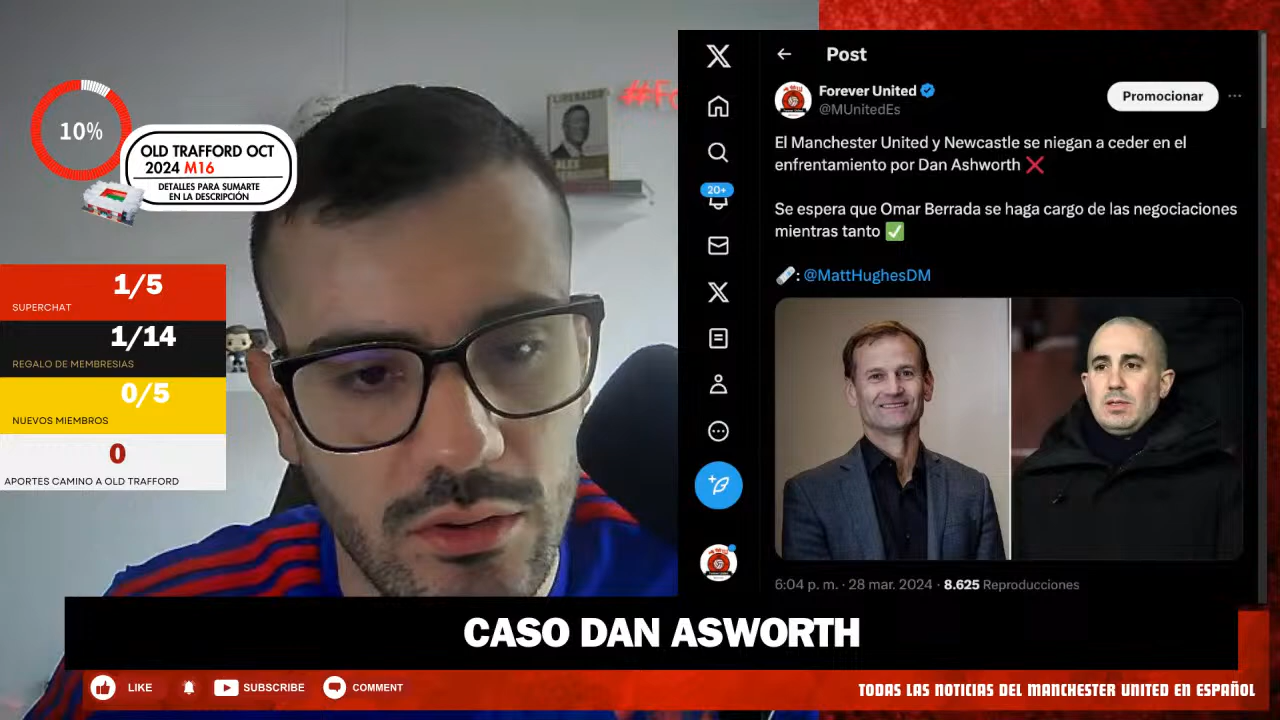 10%
OLD TRAFFORD OCT
2024 M16
DETALLES PARA SUMARTE
EN LA DESCRIPCIÓN
1/5
SUPERCHAT
1/14
REGALO DE MEMBRESIAS
0/5
NUEVOS MIEMBROS
0
APORTES CAMINO A OLD TRAFFORD
Post
Forever United
@MUnitedEs
Promocionar
El Manchester United y Newcastle se niegan a ceder en el
enfrentamiento por Dan Ashworth ❌
Se espera que Omar Berrada se haga cargo de las negociaciones
mientras tanto ✅
🗞️: @MattHughesDM
20+
6:04 p. m. · 28 mar. 2024 · 8.625 Reproducciones
CASO DAN ASWORTH
LIKE
SUBSCRIBE
COMMENT
TODAS LAS NOTICIAS DEL MANCHESTER UNITED EN ESPAÑOL